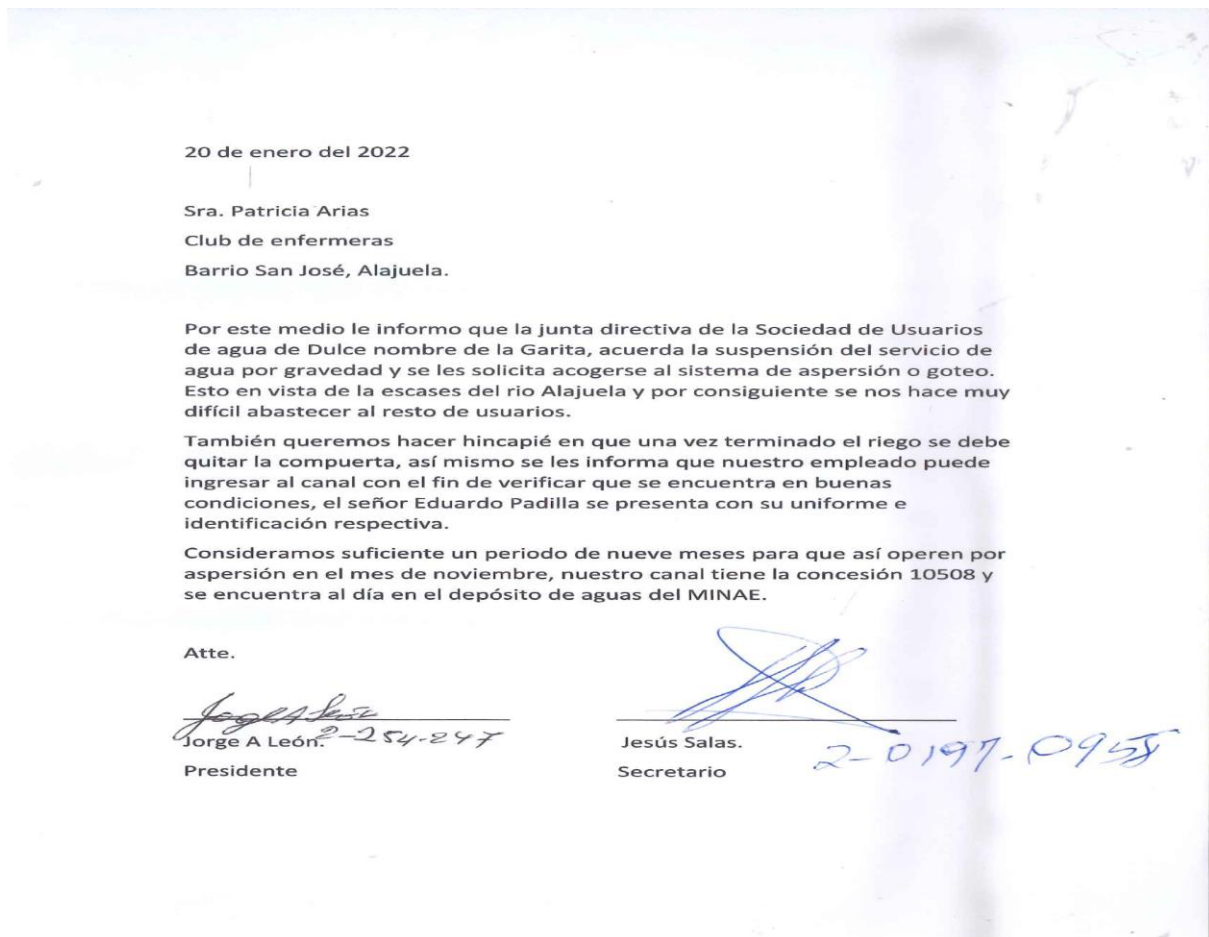 20 de enero del 2022
Sra. Patricia Arias
Club de enfermeras
Barrio San José, Alajuela.
Por este medio le informo que la junta directiva de la Sociedad de Usuarios
de agua de Dulce nombre de la Garita, acuerda la suspensión del servicio de
agua por gravedad y se les solicita acogerse al sistema de aspersión o goteo.
Esto en vista de la escases del rio Alajuela y por consiguiente se nos hace muy
difícil abastecer al resto de usuarios.
También queremos hacer hincapié en que una vez terminado el riego se debe
quitar la compuerta, así mismo se les informa que nuestro empleado puede
ingresar al canal con el fin de verificar que se encuentra en buenas
condiciones, el señor Eduardo Padilla se presenta con su uniforme e
identificación respectiva.
Consideramos suficiente un periodo de nueve meses para que así operen por
aspersión en el mes de noviembre, nuestro canal tiene la concesión 10508 y
se encuentra al día en el depósito de aguas del MINAE.
Atte.
Jorge A León. 2-254-247
Presidente
Jesús Salas.
Secretario